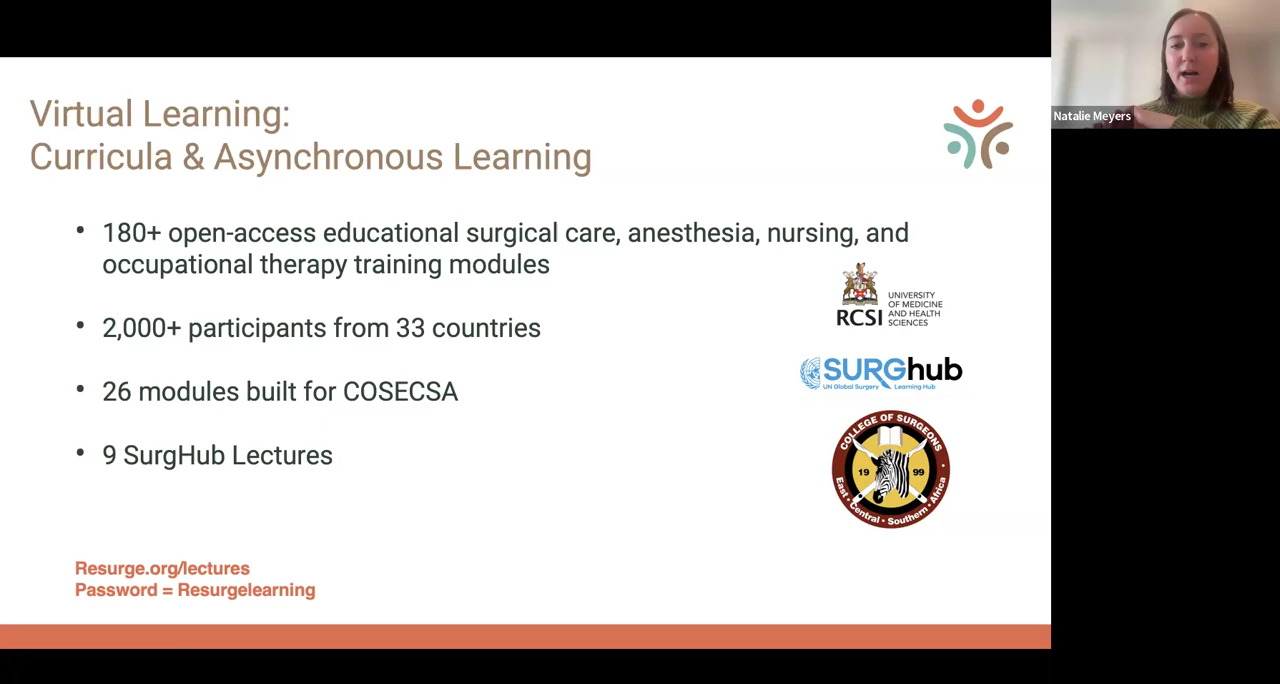 Virtual Learning:
Curricula & Asynchronous Learning
• 180+ open-access educational surgical care, anesthesia, nursing, and
occupational therapy training modules
• 2,000+ participants from 33 countries
• 26 modules built for COSECSA
• 9 SurgHub Lectures
RCSI
UNIVERSITY
OF MEDICINE
AND HEALTH
SCIENCES
SURGhub
UN Global Surgery Learning Hub
COLLEGE OF SURGEONS
19 99
East • Central • Southern • Africa •
Resurge.org/lectures
Password = Resurgelearning
Natalie Meyers